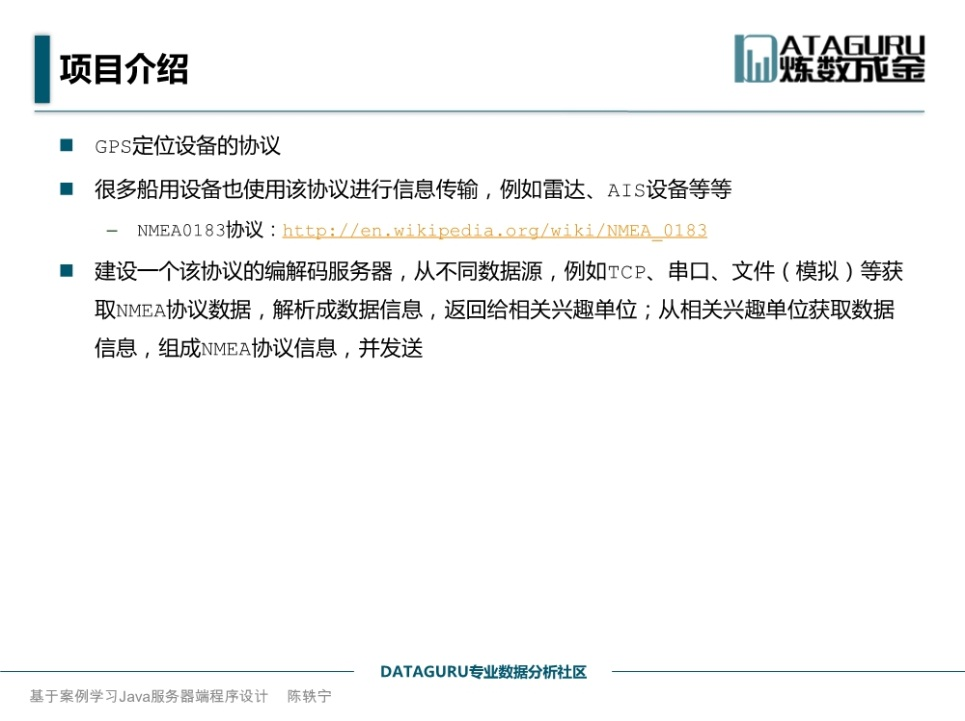 项目介绍
DATAGURU
炼数成金
GPS定位设备的协议
很多船用设备也使用该协议进行信息传输，例如雷达、AIS设备等等
– NMEA0183协议：http://en.wikipedia.org/wiki/NMEA_0183
建设一个该协议的编解码服务器，从不同数据源，例如TCP、串口、文件（模拟）等获
取NMEA协议数据，解析成数据信息，返回给相关兴趣单位；从相关兴趣单位获取数据
信息，组成NMEA协议信息，并发送
DATAGURU专业数据分析社区
基于案例学习Java服务器端程序设计 陈轶宁